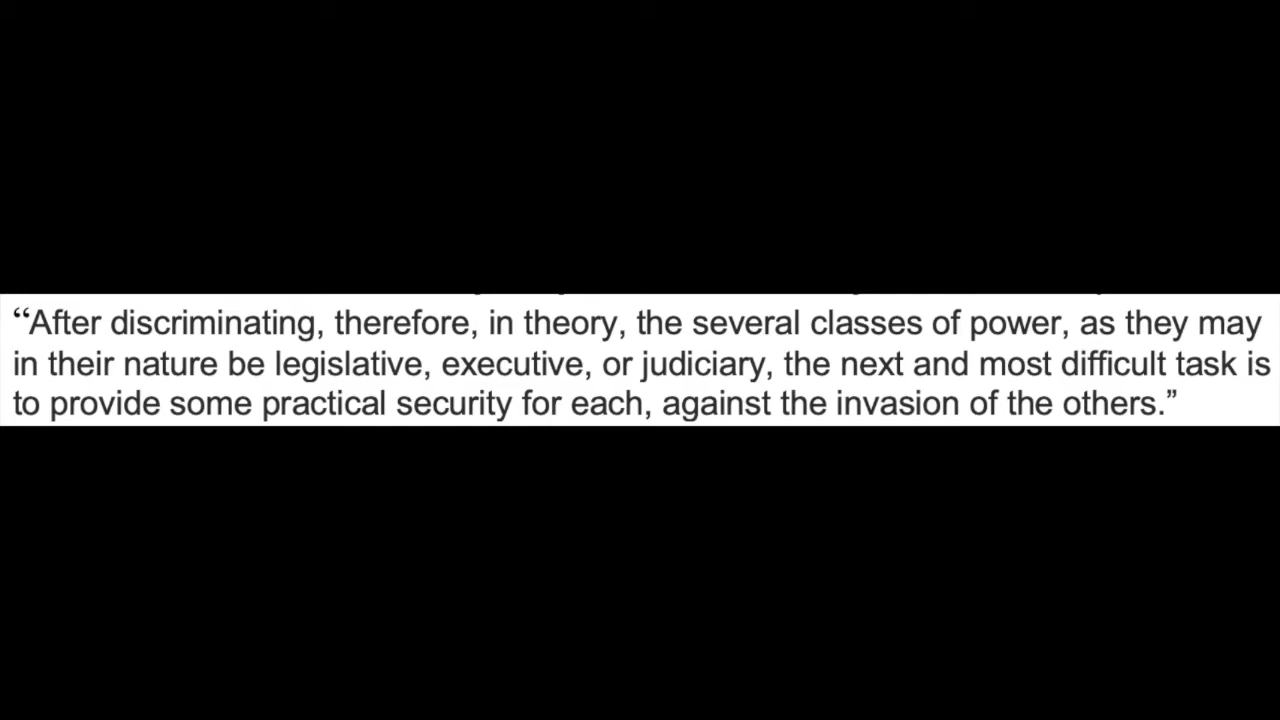 “After discriminating, therefore, in theory, the several classes of power, as they may
in their nature be legislative, executive, or judiciary, the next and most difficult task is
to provide some practical security for each, against the invasion of the others.”